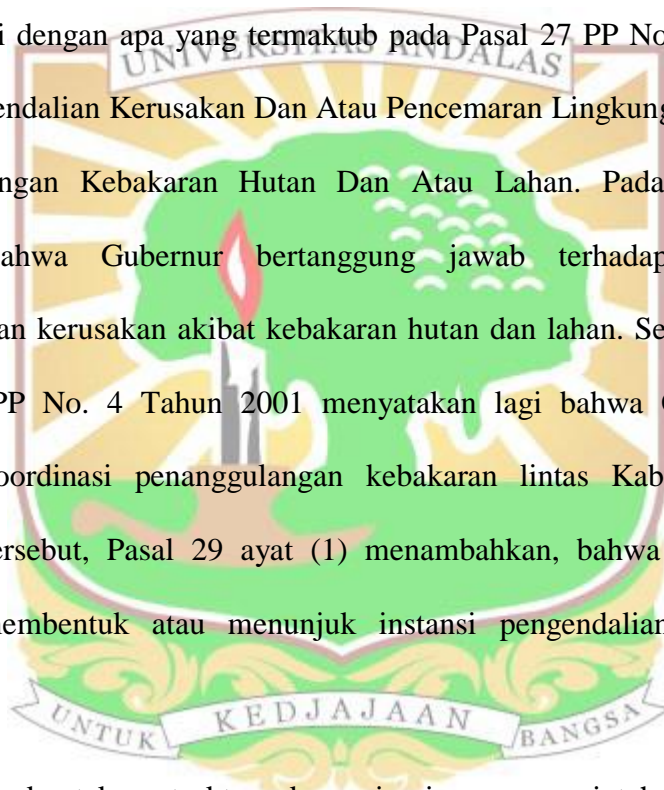 i dengan apa yang termaktub pada Pasal 27 PP No
UNIVERSITAS ANDALAS
endalian Kerusakan Dan Atau Pencemaran Lingkung
ngan Kebakaran Hutan Dan Atau Lahan. Pada
ahwa Gubernur bertanggung jawab terhadap
an kerusakan akibat kebakaran hutan dan lahan. Se
PP No. 4 Tahun 2001 menyatakan lagi bahwa
oordinasi penanggulangan kebakaran lintas Kab
ersebut, Pasal 29 ayat (1) menambahkan, bahwa
membentuk atau menunjuk instansi pengendalian
UNTUK KEDJAJAAN BANGSA